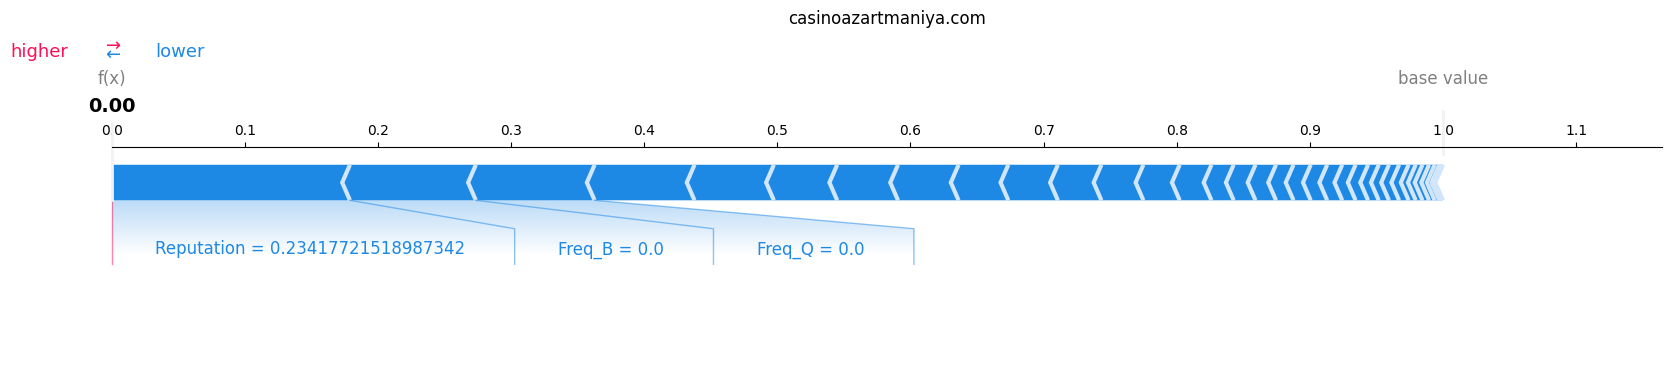 casinoazartmaniya.com
higher ⇄ lower
f(x) base value
0.00
0.0 0.1 0.2 0.3 0.4 0.5 0.6 0.7 0.8 0.9 1.0 1.1
Reputation = 0.23417721518987342 Freq_B = 0.0 Freq_Q = 0.0